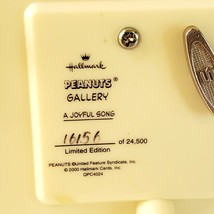 Hallmark
PEANUTS®
GALLERY
A JOYFUL SONG
16156 of 24,500
Limited Edition
PEANUTS ©United Feature Syndicate, Inc.
© 2000 Hallmark Cards, Inc.
QPC4024